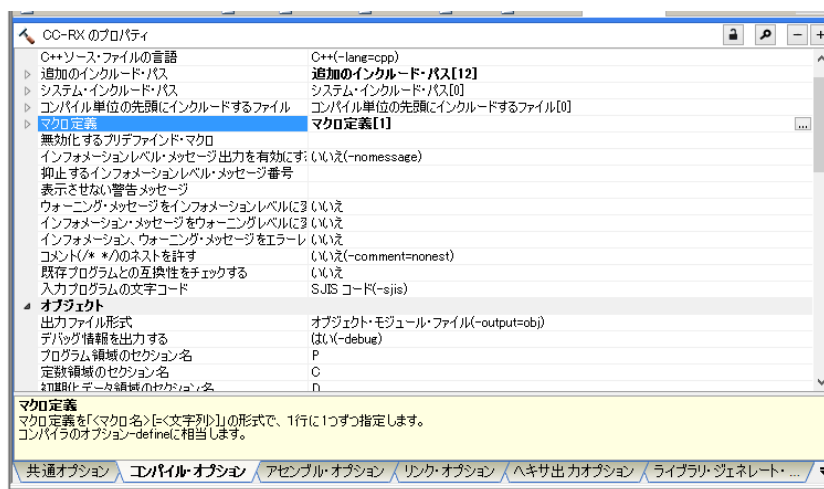 CC-RX のプロパティ
C++ソース・ファイルの言語 C++(-lang=cpp)
追加のインクルード・パス 追加のインクルード・パス[12]
システム・インクルード・パス システム・インクルード・パス[0]
コンパイル単位の先頭にインクルードするファイル コンパイル単位の先頭にインクルードするファイル[0]
マクロ定義 マクロ定義[1]
無効化するプリデファインド・マクロ
インフォメーションレベル・メッセージ出力を有効にす いいえ(-nomessage)
抑止するインフォメーションレベル・メッセージ番号
表示させない警告メッセージ
ウォーニング・メッセージをインフォメーションレベルに いいえ
インフォメーション・メッセージをウォーニングレベルに いいえ
インフォメーション、ウォーニング・メッセージをエラーレ いいえ
コメント(/* */)のネストを許す いいえ(-comment=nonest)
既存プログラムとの互換性をチェックする いいえ
入力プログラムの文字コード SJIS コード(-sjis)
オブジェクト
出力ファイル形式 オブジェクト・モジュール・ファイル(-output=obj)
デバッグ情報を出力する はい(-debug)
プログラム領域のセクション名 P
定数領域のセクション名 C
初期化データ領域のセクション名 D
マクロ定義
マクロ定義を「<マクロ名>[=<文字列>]」の形式で、1行に1つずつ指定します。
コンパイラのオプション-defineに相当します。
共通オプション コンパイル・オプション アセンブル・オプション リンク・オプション ヘキサ出力オプション ライブラリ・ジェネレート・...